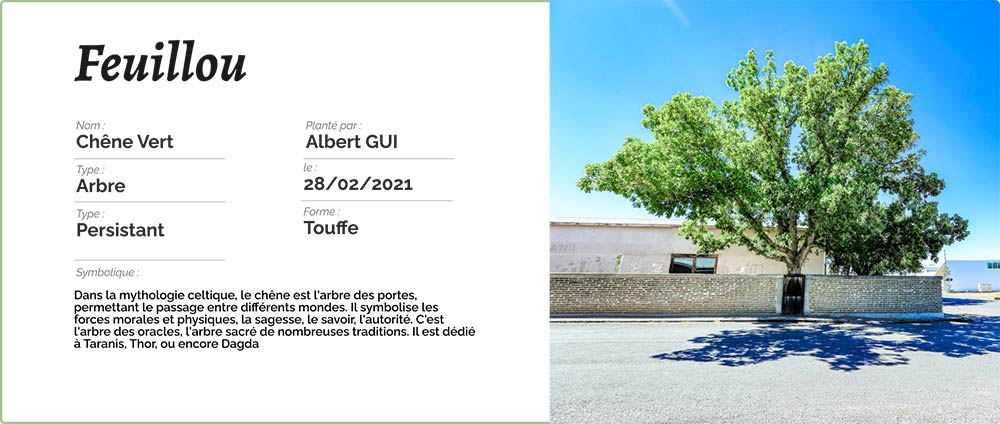 Feuillou
Nom :
Chêne Vert
Planté par :
Albert GUI
Type :
Arbre
le :
28/02/2021
Type :
Persistant
Forme :
Touffe
Symbolique :
Dans la mythologie celtique, le chêne est l'arbre des portes,
permettant le passage entre différents mondes. Il symbolise les
forces morales et physiques, la sagesse, le savoir, l'autorité. C'est
l'arbre des oracles, l'arbre sacré de nombreuses traditions. Il est dédié
à Taranis, Thor, ou encore Dagda